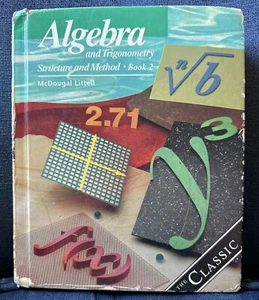 Algebra
and Trigonometry
Structure and Method • Book 2
McDougal Littell
n√b
2.71
y³
f(x)
THE CLASSIC